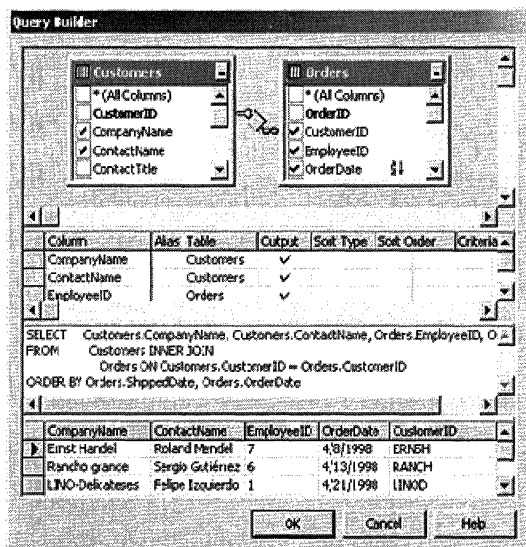 Query Builder
Customers
* (All Columns)
CustomerID
CompanyName
ContactName
ContactTitle
Orders
* (All Columns)
OrderID
CustomerID
EmployeeID
OrderDate
Column Alias Table Output Sort Type Sort Order Criteria
CompanyName Customers
ContactName Customers
EmployeeID Orders
SELECT Customers.CompanyName, Customers.ContactName, Orders.EmployeeID, O
FROM Customers INNER JOIN
Orders ON Customers.CustomerID = Orders.CustomerID
ORDER BY Orders.ShippedDate, Orders.OrderDate
CompanyName ContactName EmployeeID OrderDate CustomerID
Ernst Handel Roland Mendel 7 4/8/1998 ERNSH
Rancho grance Sergio Gutiérrez 6 4/13/1998 RANCH
LINO-Delicateses Felipe Izquierdo 1 4/21/1998 LINOD
OK Cancel Help